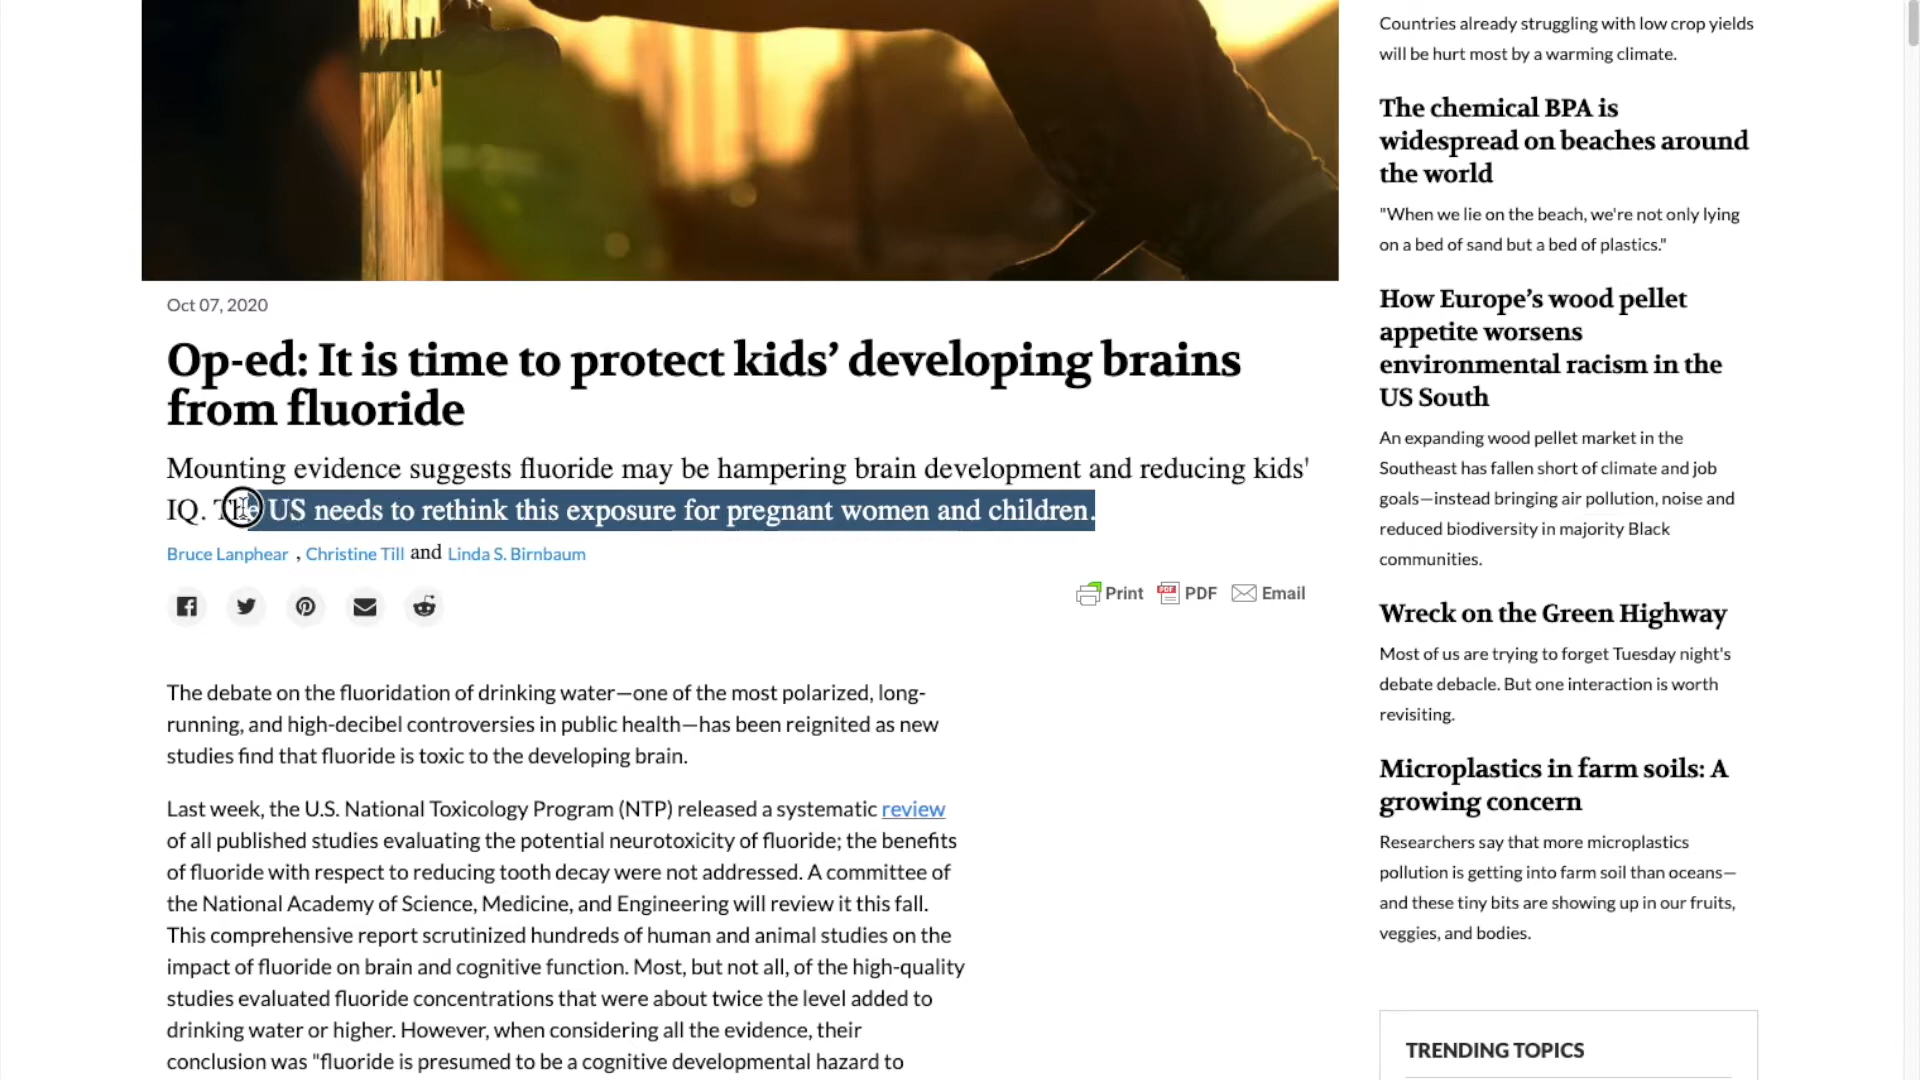 Oct 07, 2020
Op-ed: It is time to protect kids’ developing brains
from fluoride
Mounting evidence suggests fluoride may be hampering brain development and reducing kids'
IQ. The US needs to rethink this exposure for pregnant women and children.
Bruce Lanphear , Christine Till and Linda S. Birnbaum
Print PDF Email
The debate on the fluoridation of drinking water—one of the most polarized, long-
running, and high-decibel controversies in public health—has been reignited as new
studies find that fluoride is toxic to the developing brain.
Last week, the U.S. National Toxicology Program (NTP) released a systematic review
of all published studies evaluating the potential neurotoxicity of fluoride; the benefits
of fluoride with respect to reducing tooth decay were not addressed. A committee of
the National Academy of Science, Medicine, and Engineering will review it this fall.
This comprehensive report scrutinized hundreds of human and animal studies on the
impact of fluoride on brain and cognitive function. Most, but not all, of the high-quality
studies evaluated fluoride concentrations that were about twice the level added to
drinking water or higher. However, when considering all the evidence, their
conclusion was "fluoride is presumed to be a cognitive developmental hazard to
Countries already struggling with low crop yields
will be hurt most by a warming climate.
The chemical BPA is
widespread on beaches around
the world
"When we lie on the beach, we're not only lying
on a bed of sand but a bed of plastics."
How Europe’s wood pellet
appetite worsens
environmental racism in the
US South
An expanding wood pellet market in the
Southeast has fallen short of climate and job
goals—instead bringing air pollution, noise and
reduced biodiversity in majority Black
communities.
Wreck on the Green Highway
Most of us are trying to forget Tuesday night's
debate debacle. But one interaction is worth
revisiting.
Microplastics in farm soils: A
growing concern
Researchers say that more microplastics
pollution is getting into farm soil than oceans—
and these tiny bits are showing up in our fruits,
veggies, and bodies.
TRENDING TOPICS